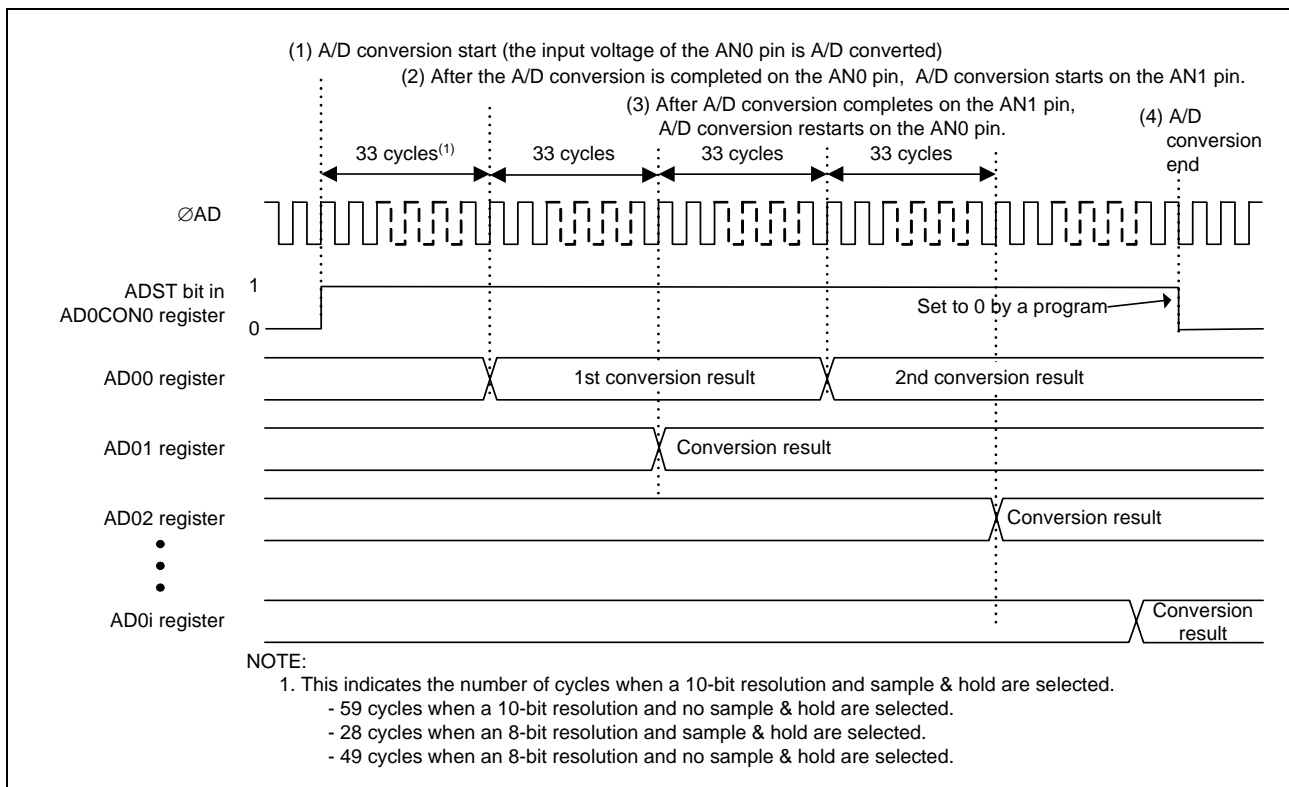 (1) A/D conversion start (the input voltage of the AN0 pin is A/D converted)
(2) After the A/D conversion is completed on the AN0 pin, A/D conversion starts on the AN1 pin.
(3) After A/D conversion completes on the AN1 pin,
A/D conversion restarts on the AN0 pin.
(4) A/D
conversion
end
33 cycles(1)
33 cycles
33 cycles
33 cycles
∅AD
ADST bit in
AD0CON0 register
1
0
Set to 0 by a program
AD00 register
1st conversion result
2nd conversion result
AD01 register
Conversion result
AD02 register
Conversion result
AD0i register
Conversion
result
NOTE:
1. This indicates the number of cycles when a 10-bit resolution and sample & hold are selected.
- 59 cycles when a 10-bit resolution and no sample & hold are selected.
- 28 cycles when an 8-bit resolution and sample & hold are selected.
- 49 cycles when an 8-bit resolution and no sample & hold are selected.